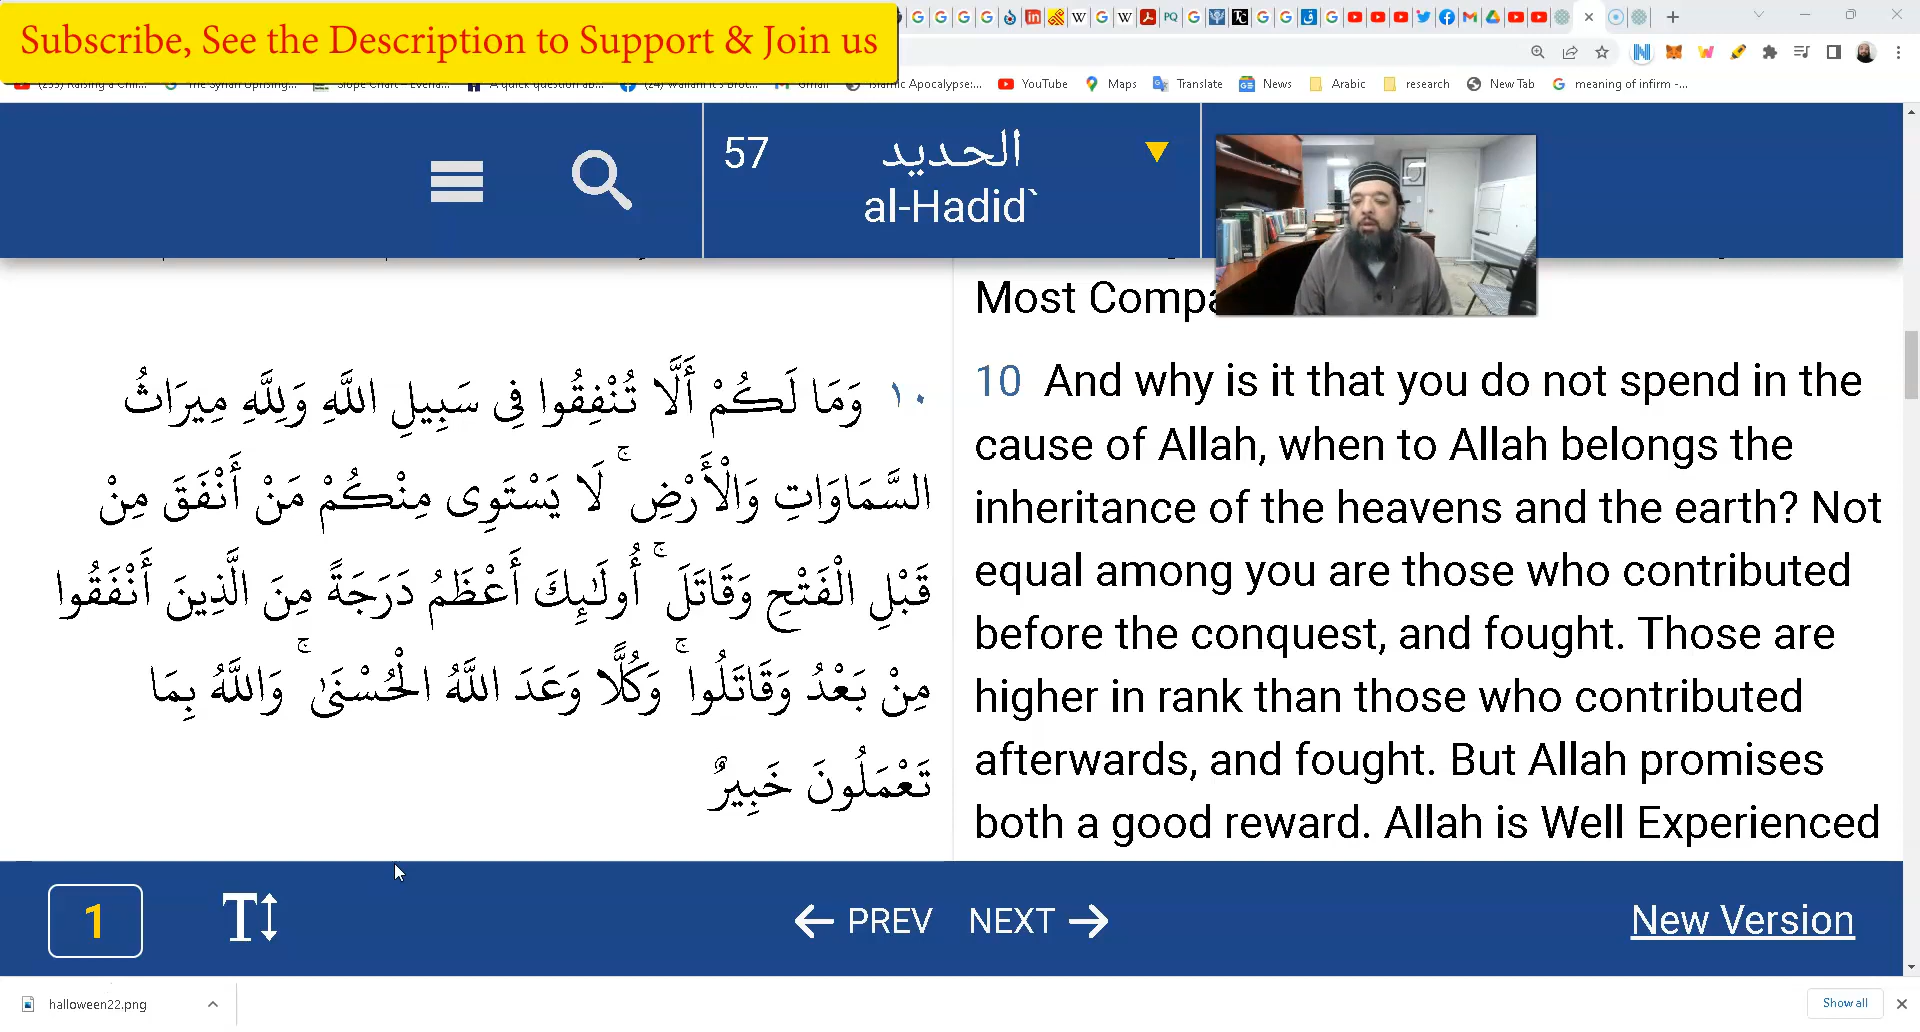 Subscribe, See the Description to Support & Join us
YouTube
Maps
Translate
News
Arabic
research
New Tab
meaning of infirm -...
57
الحديد
al-Hadid`
Most Compa
١٠ وَمَا لَكُمْ أَلَّا تُنْفِقُوا فِي سَبِيلِ اللَّهِ وَلِلَّهِ مِيرَاثُ
السَّمَاوَاتِ وَالْأَرْضِ ۚ لَا يَسْتَوِي مِنْكُمْ مَنْ أَنْفَقَ مِنْ
قَبْلِ الْفَتْحِ وَقَاتَلَ ۚ أُولَٰئِكَ أَعْظَمُ دَرَجَةً مِنَ الَّذِينَ أَنْفَقُوا
مِنْ بَعْدُ وَقَاتَلُوا ۚ وَكُلًّا وَعَدَ اللَّهُ الْحُسْنَىٰ ۚ وَاللَّهُ بِمَا
تَعْمَلُونَ خَبِيرٌ
10 And why is it that you do not spend in the
cause of Allah, when to Allah belongs the
inheritance of the heavens and the earth? Not
equal among you are those who contributed
before the conquest, and fought. Those are
higher in rank than those who contributed
afterwards, and fought. But Allah promises
both a good reward. Allah is Well Experienced
1
PREV NEXT
New Version
halloween22.png
Show all